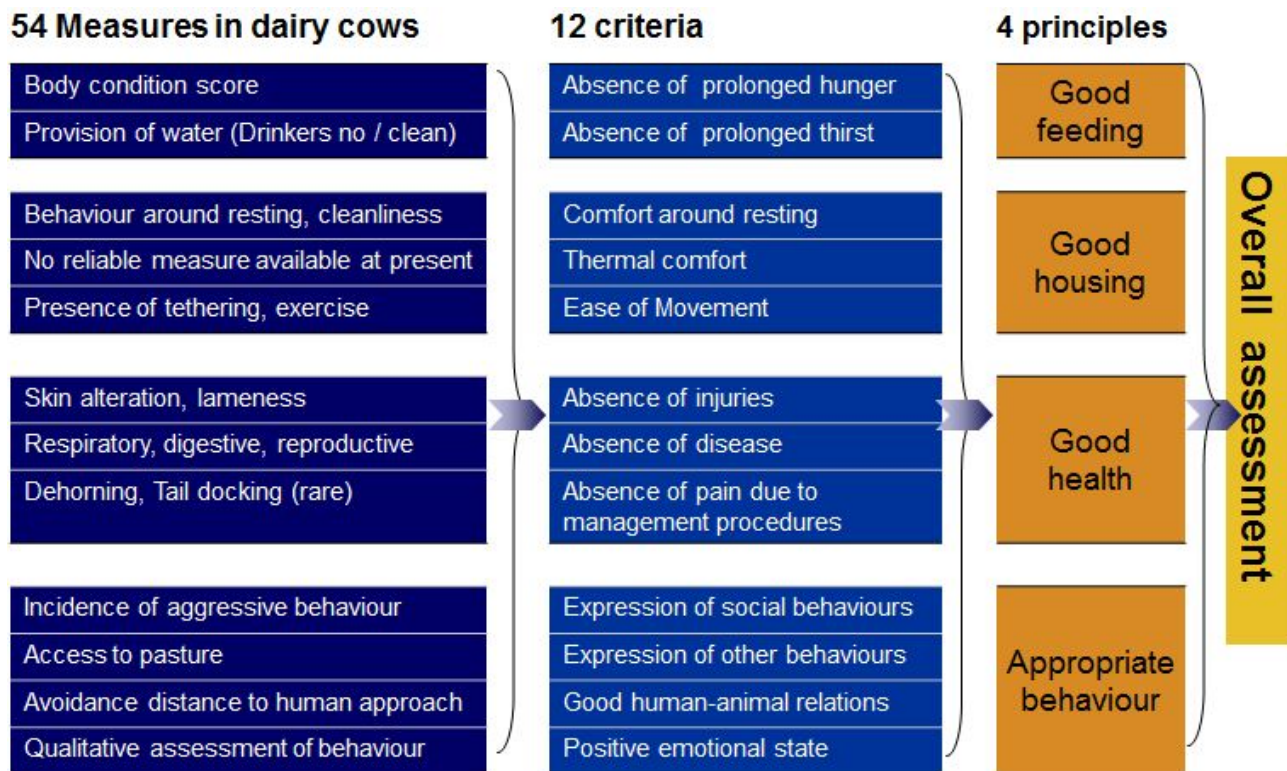 54 Measures in dairy cows
Body condition score
Provision of water (Drinkers no / clean)
Behaviour around resting, cleanliness
No reliable measure available at present
Presence of tethering, exercise
Skin alteration, lameness
Respiratory, digestive, reproductive
Dehorning, Tail docking (rare)
Incidence of aggressive behaviour
Access to pasture
Avoidance distance to human approach
Qualitative assessment of behaviour
12 criteria
Absence of prolonged hunger
Absence of prolonged thirst
Comfort around resting
Thermal comfort
Ease of Movement
Absence of injuries
Absence of disease
Absence of pain due to
management procedures
Expression of social behaviours
Expression of other behaviours
Good human-animal relations
Positive emotional state
4 principles
Good
feeding
Good
housing
Good
health
Appropriate
behaviour
Overall assessment